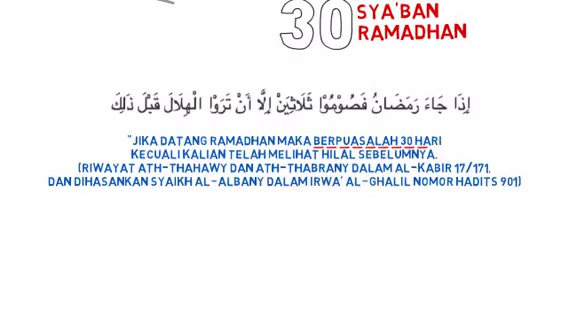 30 SYA'BAN
RAMADHAN
إِذَا جَاءَ رَمَضَانُ فَصُوْمُوْا ثَلَاثِيْنَ إِلَّا أَنْ تَرَوْا الْهِلَالَ قَبْلَ ذَلِكَ
"JIKA DATANG RAMADHAN MAKA BERPUASALAH 30 HARI
KECUALI KALIAN TELAH MELIHAT HILAL SEBELUMNYA.
(RIWAYAT ATH-THAHAWY DAN ATH-THABRANY DALAM AL-KABIR 17/171,
DAN DIHASANKAN SYAIKH AL-ALBANY DALAM IRWA' AL-GHALIL NOMOR HADITS 901)